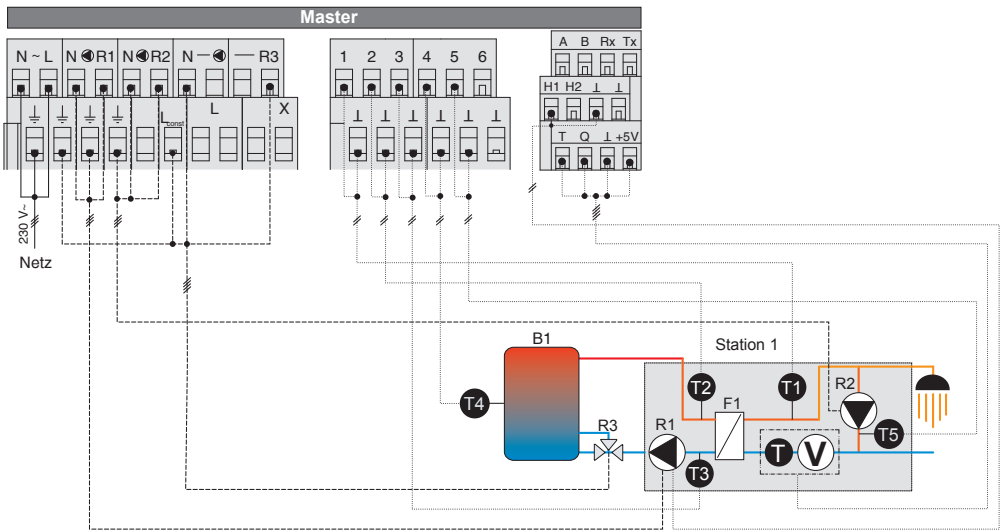 Master
N ~ L N R1 N R2 N R3
L const L X
1 2 3 4 5 6
A B Rx Tx
H1 H2 ⊥ ⊥
T Q ⊥ +5V
⊥ ⊥ ⊥ ⊥ ⊥ ⊥
230 V~
Netz
B1
Station 1
T4
T2
T1
R2
F1
R3
R1
T5
T3
T
V